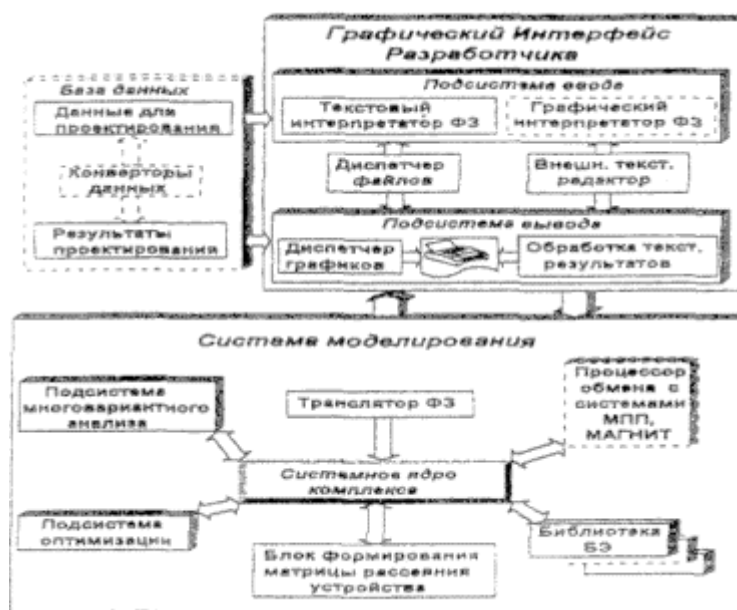 Графический Интерфейс
Разработчика
База данных
Данные для
проектирования
Конверторы
данных
Результаты
проектирования
Подсистема ввода
Текстовый
интерпретатор ФЗ
Графический
интерпретатор ФЗ
Диспетчер
файлов
Внешн. текст.
редактор
Подсистема вывода
Диспетчер
графиков
Обработка текст.
результатов
Система моделирования
Подсистема
многовариантного
анализа
Транслятор ФЗ
Процессор
обмена с
системами
МПП,
МАГНИТ
Системное ядро
комплекса
Подсистема
оптимизации
Блок формирования
матрицы рассеяния
устройства
Библиотека
БЭ